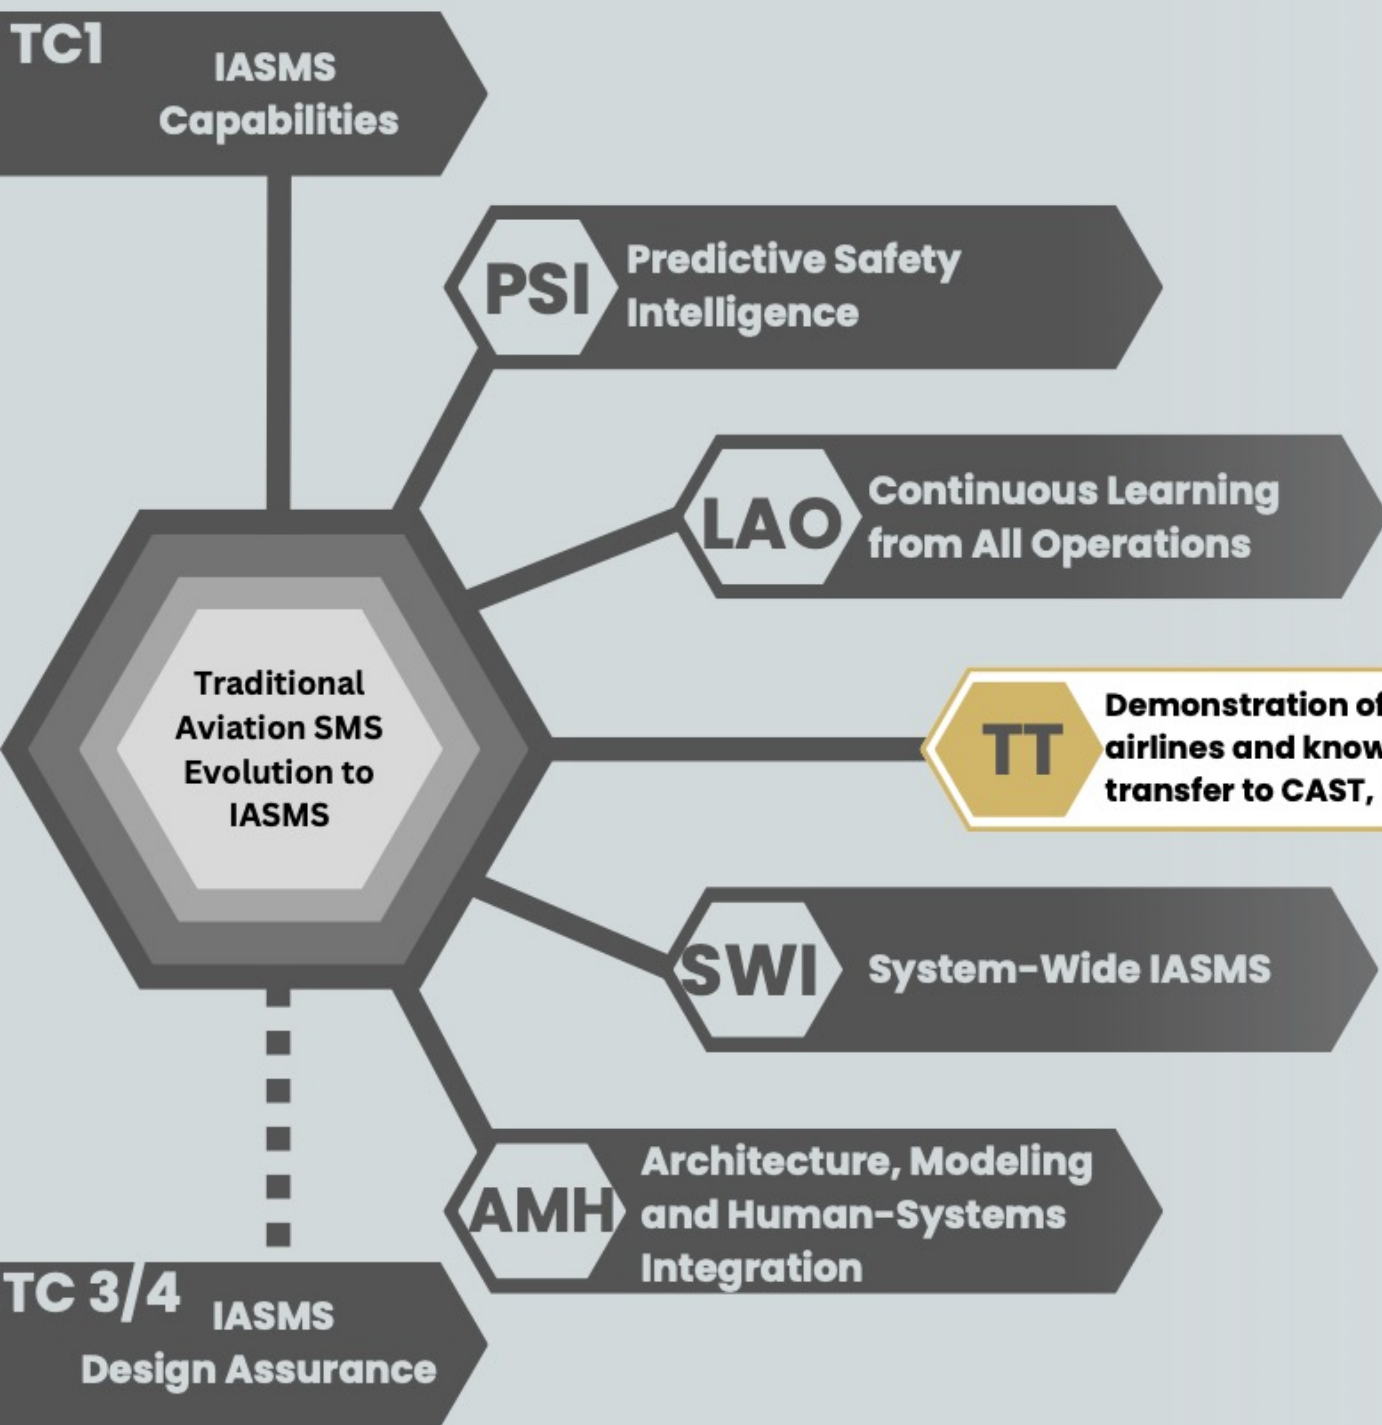 TC1
IASMS
Capabilities
PSI
Predictive Safety
Intelligence
LAO
Continuous Learning
from All Operations
Traditional
Aviation SMS
Evolution to
IASMS
TT
Demonstration of
airlines and know
transfer to CAST,
SWI
System-Wide IASMS
AMH
Architecture, Modeling
and Human-Systems
Integration
TC 3/4
IASMS
Design Assurance